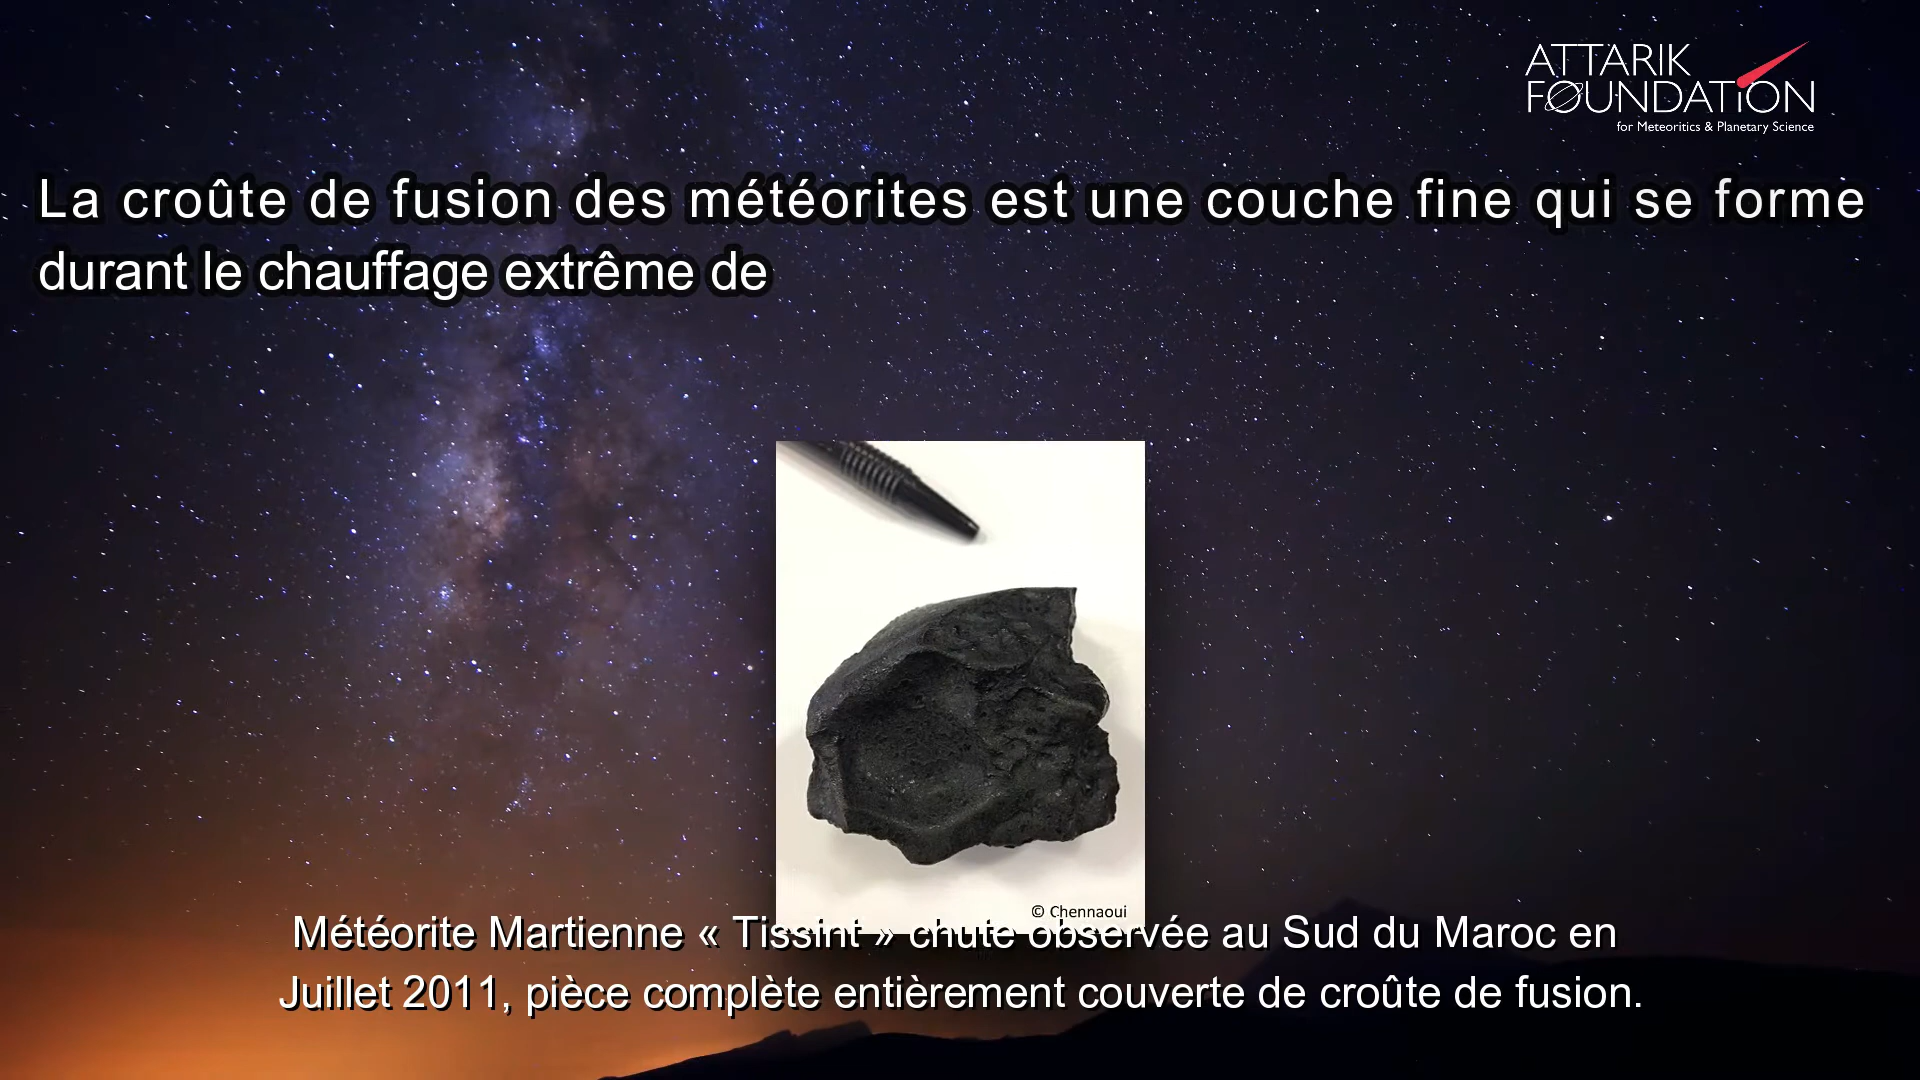 ATTARIK
FOUNDATION
for Meteoritics & Planetary Science
La croûte de fusion des météorites est une couche fine qui se forme
durant le chauffage extrême de
© Chennaoui
Météorite Martienne « Tissint » chute observée au Sud du Maroc en
Juillet 2011, pièce complète entièrement couverte de croûte de fusion.